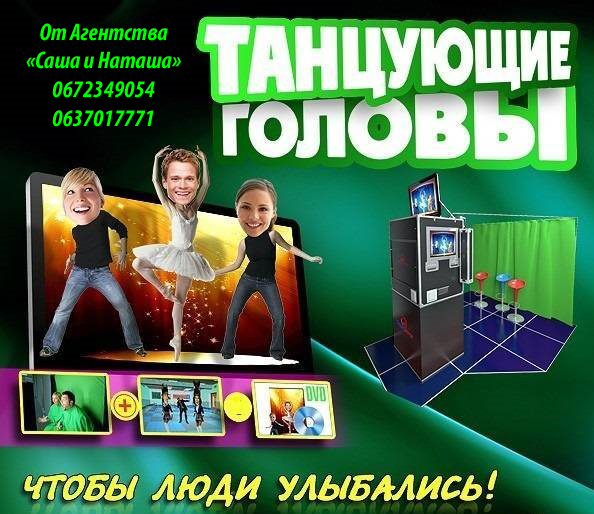 От Агентства
«Саша и Наташа»
0672349054
0637017771
ТАНЦУЮЩИЕ
ГОЛОВЫ
DVD
ЧТОБЫ ЛЮДИ УЛЫБАЛИСЬ!